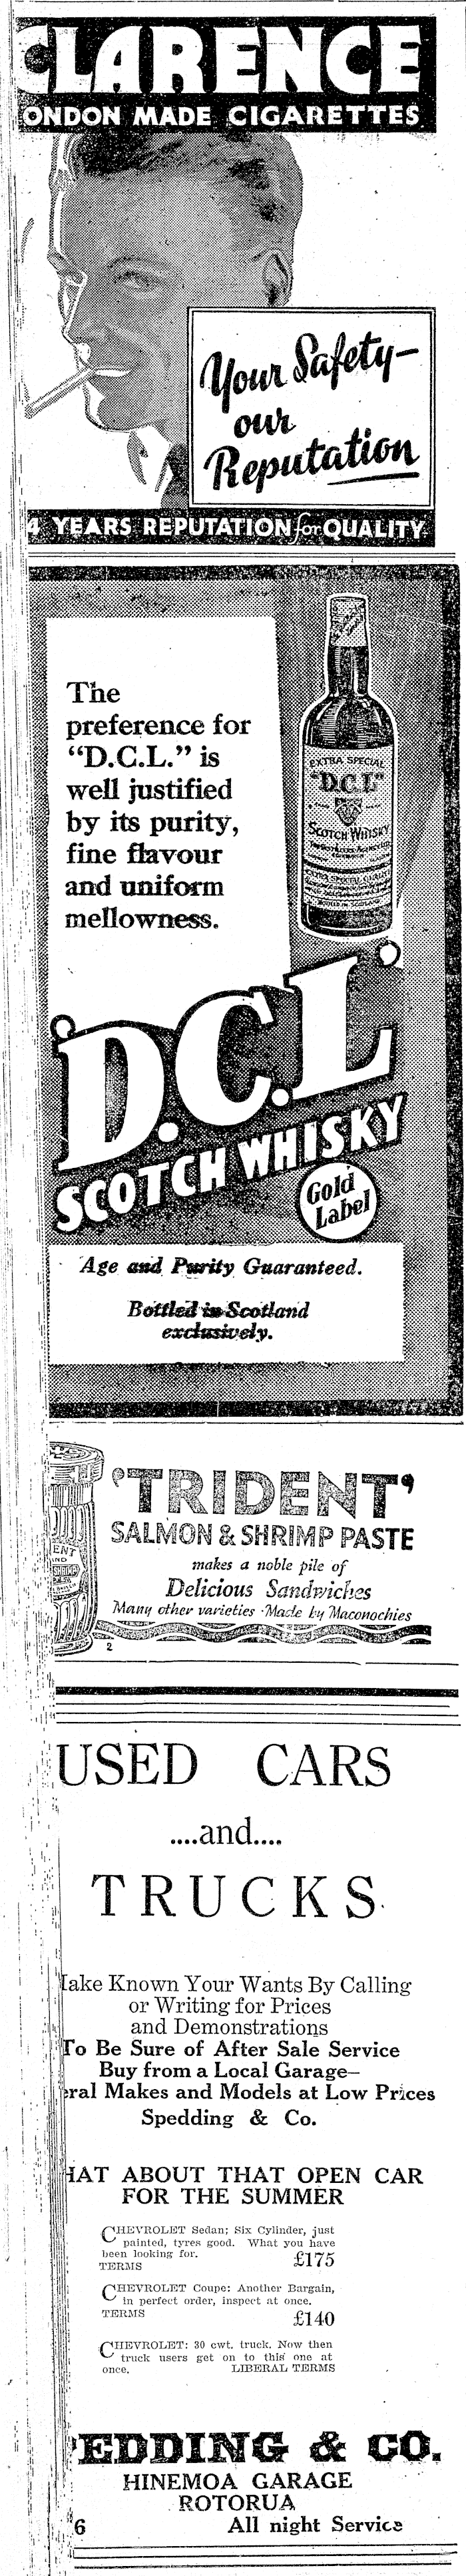 CLARENCE
ONDON MADE CIGARETTES
Your Safety—
our
Reputation
4 YEARS REPUTATION for QUALITY
The
preference for
“D.C.L.” is
well justified
by its purity,
fine flavour
and uniform
mellowness.
EXTRA SPECIAL
"D.C.L"
SCOTCH WHISKY
'D.C.L.'
SCOTCH WHISKY
Gold
Label
Age and Purity Guaranteed.
Bottled in Scotland
exclusively.
'TRIDENT'
SALMON & SHRIMP PASTE
makes a noble pile of
Delicious Sandwiches
Many other varieties · Made by Maconochies
2
USED CARS
....and....
TRUCKS
ake Known Your Wants By Calling
or Writing for Prices
and Demonstrations
To Be Sure of After Sale Service
Buy from a Local Garage—
ral Makes and Models at Low Prices
Spedding & Co.
HAT ABOUT THAT OPEN CAR
FOR THE SUMMER
CHEVROLET Sedan; Six Cylinder, just
painted, tyres good. What you have
been looking for. £175
TERMS
CHEVROLET Coupe: Another Bargain,
in perfect order, inspect at once.
TERMS £140
CHEVROLET: 30 cwt. truck. Now then
truck users get on to this one at
once. LIBERAL TERMS
PEDDING & CO.
HINEMOA GARAGE
ROTORUA
6 All night Service